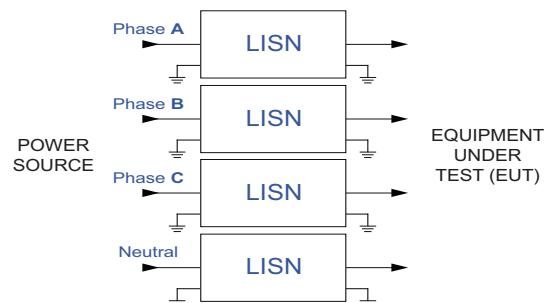 Phase A
LISN
Phase B
LISN
POWER
SOURCE
EQUIPMENT
UNDER
TEST (EUT)
Phase C
LISN
Neutral
LISN